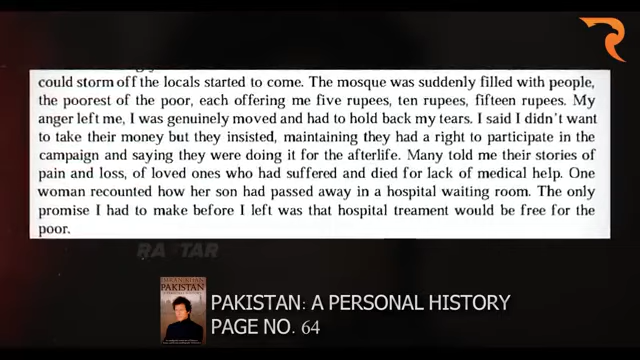 could storm off the locals started to come. The mosque was suddenly filled with people,
the poorest of the poor, each offering me five rupees, ten rupees, fifteen rupees. My
anger left me, I was genuinely moved and had to hold back my tears. I said I didn't want
to take their money but they insisted, maintaining they had a right to participate in the
campaign and saying they were doing it for the afterlife. Many told me their stories of
pain and loss, of loved ones who had suffered and died for lack of medical help. One
woman recounted how her son had passed away in a hospital waiting room. The only
promise I had to make before I left was that hospital treament would be free for the
poor.
RAFTAR
IMRAN KHAN
PAKISTAN
PAKISTAN: A PERSONAL HISTORY
PAGE NO. 64